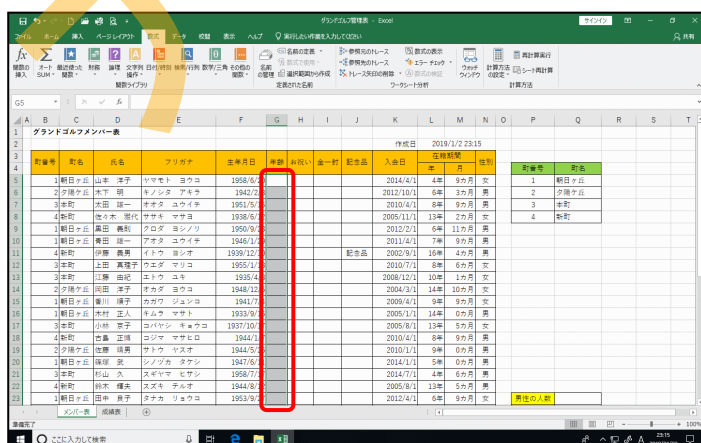 グランドゴルフ管理表 - Excel
サインイン
ファイル ホーム 挿入 ページ レイアウト 数式 データ 校閲 表示 ヘルプ 実行したい作業を入力してください 共有
関数の挿入 オート SUM 最近使った関数 財務 論理 文字列操作 日付/時刻 検索/行列 数学/三角 その他の関数 名前の管理 名前の定義 数式で使用 選択範囲から作成 参照元のトレース 参照先のトレース トレース矢印の削除 数式の表示 エラー チェック 数式の検証 ウォッチウィンドウ 計算方法の設定 再計算実行 シート再計算
関数ライブラリ 定義された名前 ワークシート分析 計算方法
G5 fx
A B C D E F G H I J K L M N O P Q R S T
グランドゴルフメンバー表
作成日 2019/1/2 23:15
町番号 町名 氏名 フリガナ 生年月日 年齢 お祝い 金一封 記念品 入会日 在籍期間 性別
年 月 町番号 町名
1 朝日ヶ丘 山本 洋子 ヤマモト ヨウコ 1958/6/ 2014/4/1 4年 9カ月 女 1 朝日ヶ丘
2 夕陽ケ丘 木下 明 キノシタ アキラ 1942/2/ 2012/10/1 6年 3カ月 男 2 夕陽ケ丘
3 本町 太田 雄一 オオタ ユウイチ 1951/5/ 2010/4/1 8年 9カ月 男 3 本町
4 新町 佐々木 雅代 ササキ マサヨ 1938/6/ 2005/11/1 13年 2カ月 女 4 新町
1 朝日ヶ丘 黒田 義則 クロダ ヨシノリ 1950/9/ 2012/2/1 6年 11カ月 男
1 朝日ヶ丘 青田 雄一 アオタ ユウイチ 1946/1/ 2011/4/1 7年 9カ月 男
4 新町 伊藤 義男 イトウ ヨシオ 1939/12/ 記念品 2002/9/1 16年 4カ月 男
3 本町 上田 真理子 ウエダ マリコ 1955/1/ 2010/7/1 8年 6カ月 女
3 本町 江藤 由紀 エトウ ユキ 1935/4/ 2008/12/1 10年 1カ月 女
2 夕陽ケ丘 岡田 洋子 オカダ ヨウコ 1948/12/ 2004/3/1 14年 10カ月 女
1 朝日ヶ丘 香川 順子 カガワ ジュンコ 1941/7/ 2009/4/1 9年 9カ月 女
1 朝日ヶ丘 木村 正人 キムラ マサト 1933/9/ 2005/1/1 14年 0カ月 男
3 本町 小林 京子 コバヤシ キョウコ 1937/10/ 2005/8/1 13年 5カ月 女
4 新町 古島 正博 コジマ マサヒロ 1944/1/ 2010/4/1 8年 9カ月 男
2 夕陽ケ丘 佐藤 靖男 サトウ ヤスオ 1944/5/ 2010/1/1 9年 0カ月 男
1 朝日ヶ丘 篠塚 武 シノヅカ タケシ 1947/6/ 2014/1/1 5年 0カ月 男
3 本町 杉山 久 スギヤマ ヒサシ 1958/7/ 2014/7/1 4年 6カ月 男
4 新町 鈴木 輝夫 スズキ テルオ 1944/8/ 2005/8/1 13年 5カ月 男
1 朝日ヶ丘 田中 良子 タナカ リョウコ 1953/9/ 2012/4/1 6年 9カ月 女 男性の人数
メンバー表 成績表
準備完了 100%
ここに入力して検索 23:15